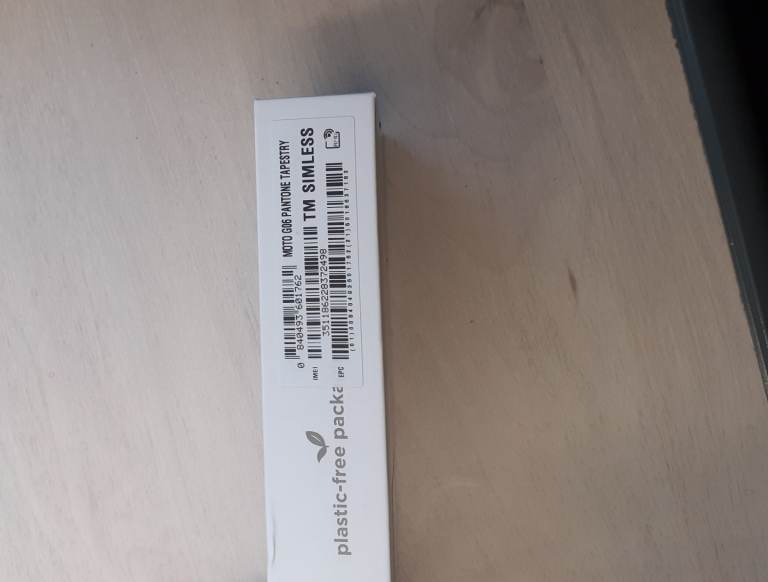 MOTO G06 PANTONE TAPESTRY
0 840493 601762
TM SIMLESS
IMEI
351186228372498
EPC
plastic-free packa